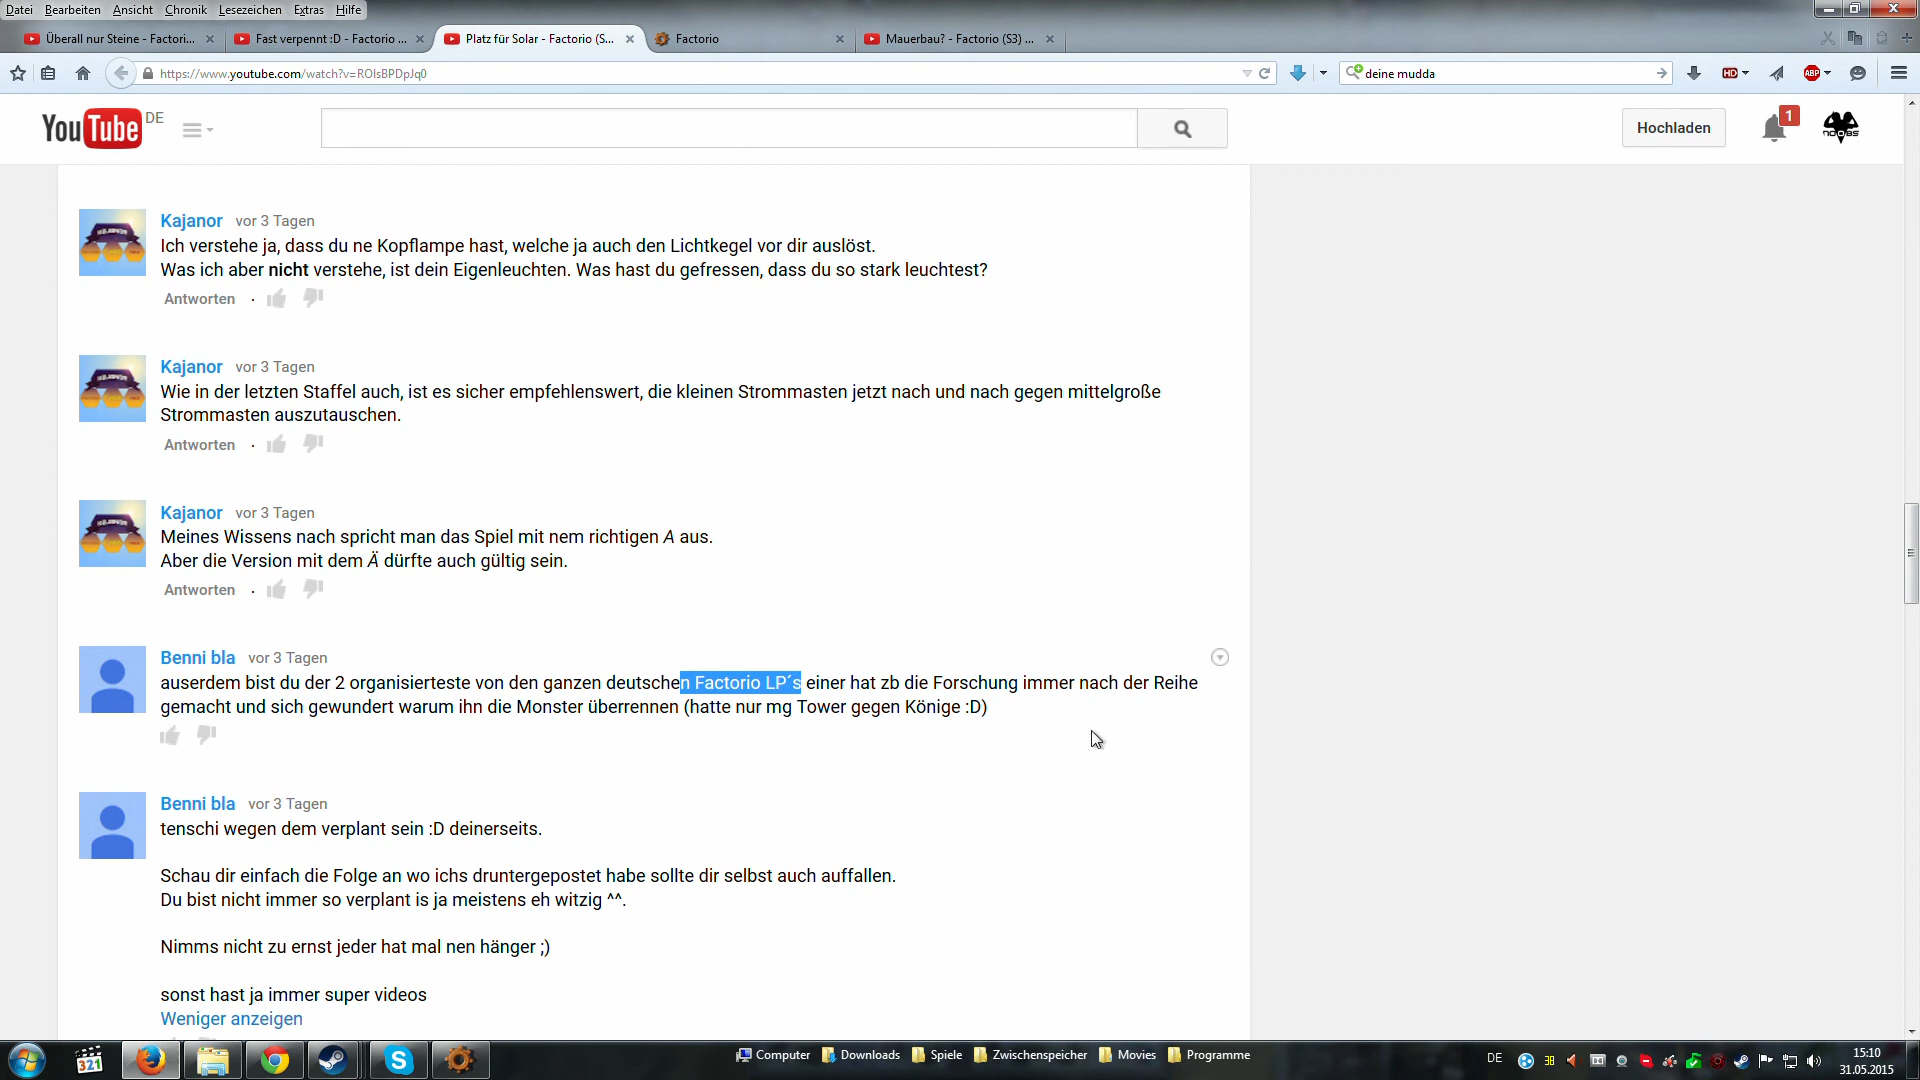 Datei Bearbeiten Ansicht Chronik Lesezeichen Extras Hilfe
Überall nur Steine - Factori... Fast verpennt :D - Factorio ... Platz für Solar - Factorio (S... Factorio Mauerbau? - Factorio (S3) ...
https://www.youtube.com/watch?v=ROlsBPDpJq0 deine mudda HD ABP
YouTube DE Hochladen 1
NOOBS
Kajanor vor 3 Tagen
Ich verstehe ja, dass du ne Kopflampe hast, welche ja auch den Lichtkegel vor dir auslöst.
Was ich aber nicht verstehe, ist dein Eigenleuchten. Was hast du gefressen, dass du so stark leuchtest?
Antworten ·
Kajanor vor 3 Tagen
Wie in der letzten Staffel auch, ist es sicher empfehlenswert, die kleinen Strommasten jetzt nach und nach gegen mittelgroße
Strommasten auszutauschen.
Antworten ·
Kajanor vor 3 Tagen
Meines Wissens nach spricht man das Spiel mit nem richtigen A aus.
Aber die Version mit dem Ä dürfte auch gültig sein.
Antworten ·
Benni bla vor 3 Tagen
auserdem bist du der 2 organisierteste von den ganzen deutschen Factorio LP´s einer hat zb die Forschung immer nach der Reihe
gemacht und sich gewundert warum ihn die Monster überrennen (hatte nur mg Tower gegen Könige :D)
Benni bla vor 3 Tagen
tenschi wegen dem verplant sein :D deinerseits.
Schau dir einfach die Folge an wo ichs druntergepostet habe sollte dir selbst auch auffallen.
Du bist nicht immer so verplant is ja meistens eh witzig ^^.
Nimms nicht zu ernst jeder hat mal nen hänger ;)
sonst hast ja immer super videos
Weniger anzeigen
321 Computer Downloads Spiele Zwischenspeicher Movies Programme DE 38 15:10
31.05.2015